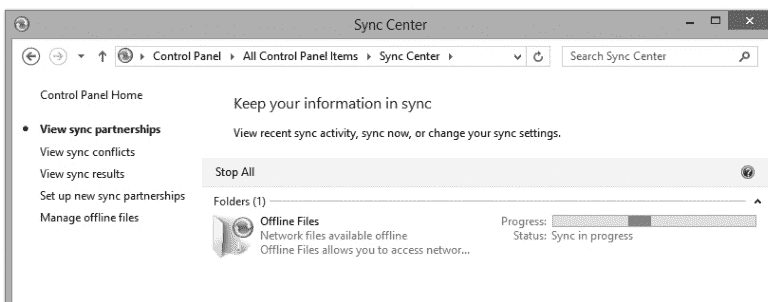 Sync Center
Control Panel All Control Panel Items Sync Center Search Sync Center
Control Panel Home
Keep your information in sync
View sync partnerships
View recent sync activity, sync now, or change your sync settings.
View sync conflicts
View sync results
Set up new sync partnerships
Manage offline files
Stop All
Folders (1)
Offline Files
Network files available offline
Offline Files allows you to access networ...
Progress:
Status: Sync in progress